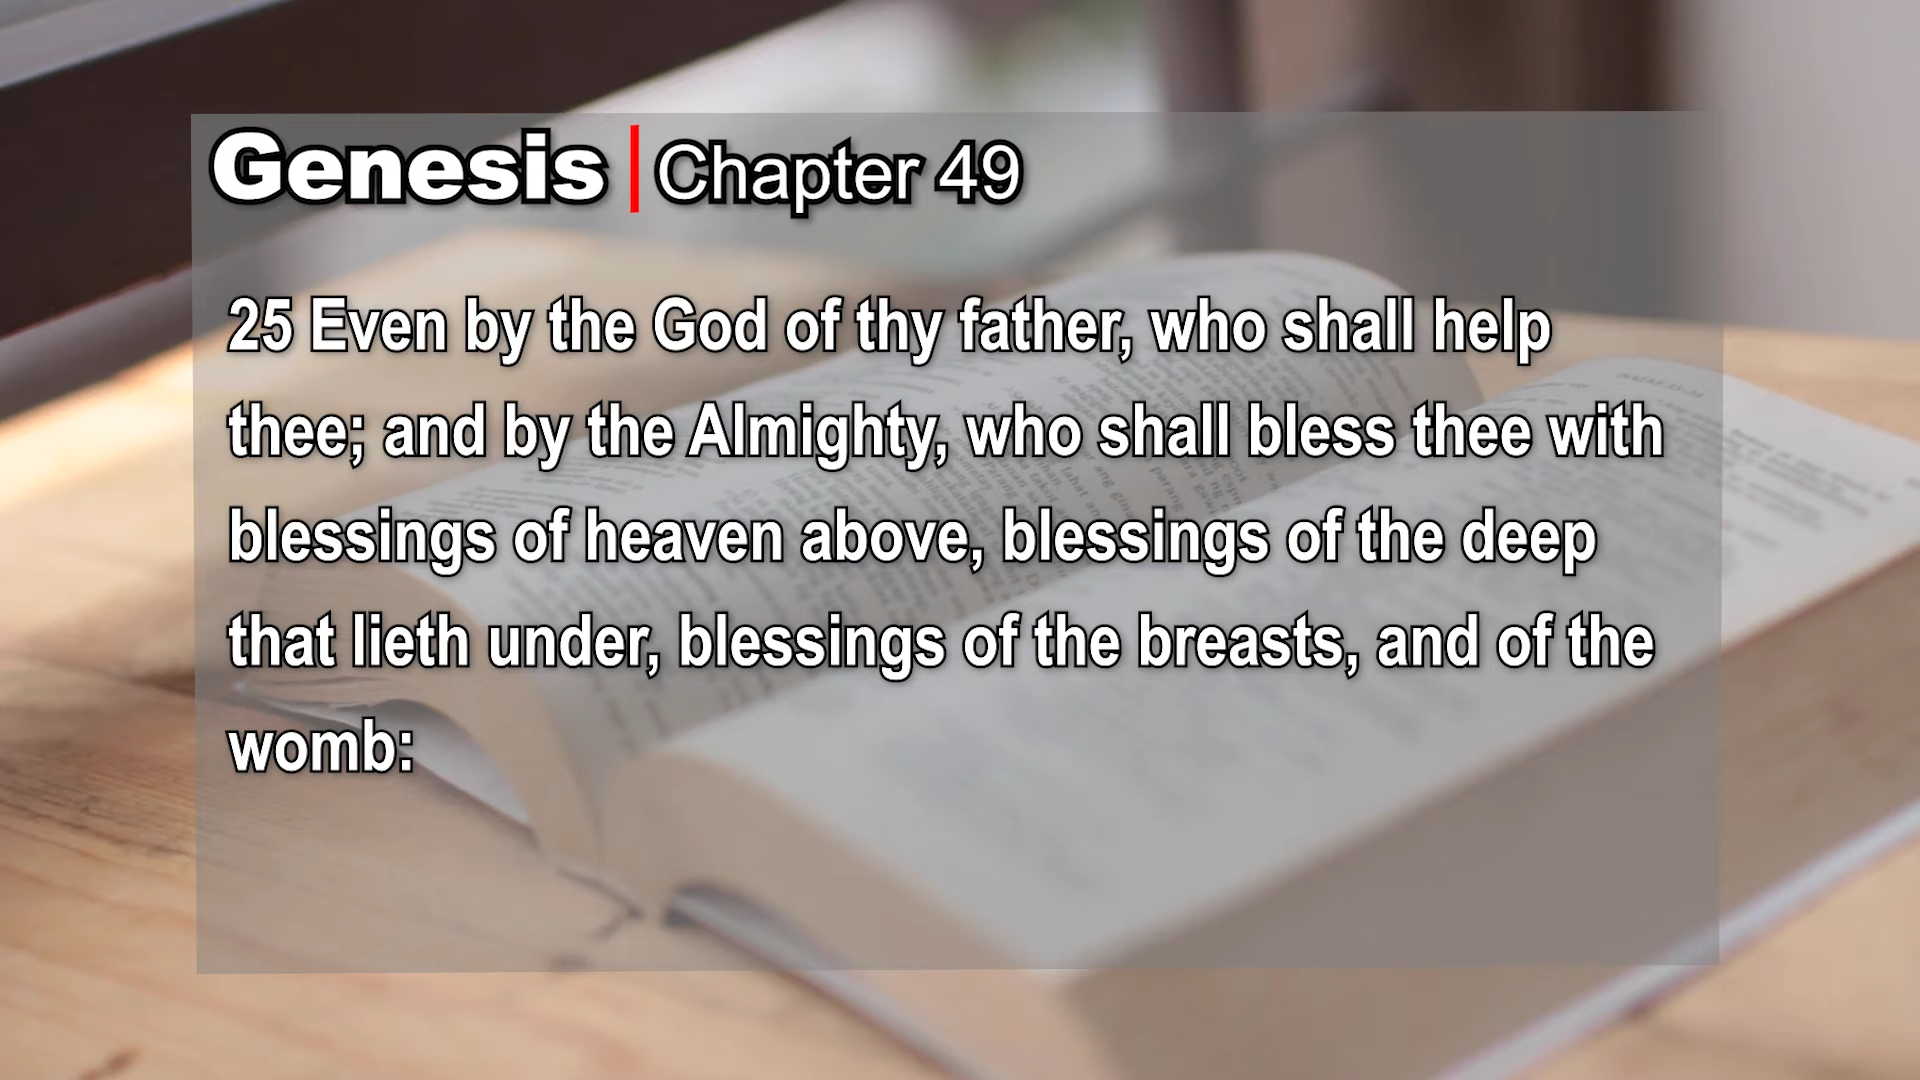 Genesis | Chapter 49
25 Even by the God of thy father, who shall help
thee; and by the Almighty, who shall bless thee with
blessings of heaven above, blessings of the deep
that lieth under, blessings of the breasts, and of the
womb: